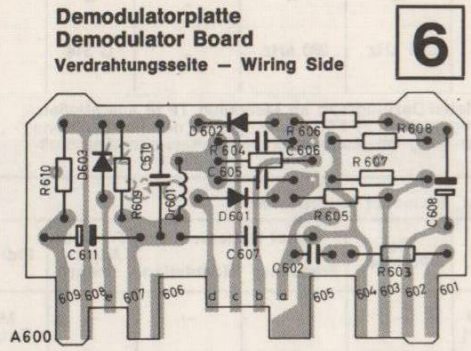 Demodulatorplatte
Demodulator Board
Verdrahtungsseite – Wiring Side
6
D602
R606
R608
R610
D603
R609
C610
Dr601
R604
C606
C605
R607
D601
R605
C608
C611
C607
C602
R603
609 608 e 607 606 d c b a 605 604 603 602 601
A600